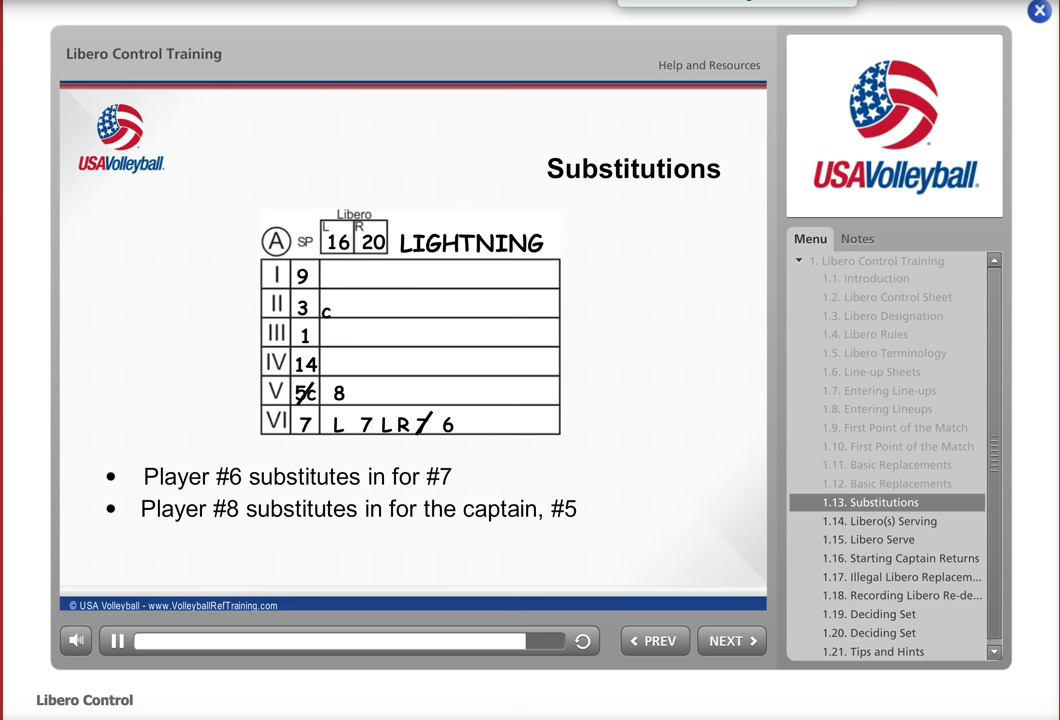 Libero Control Training
Help and Resources
USAVolleyball.
Substitutions
Libero
A SP L 16 R 20 LIGHTNING
I 9
II 3 c
III 1
IV 14
V 5c 8
VI 7 L 7 L R 7 6
• Player #6 substitutes in for #7
• Player #8 substitutes in for the captain, #5
© USA Volleyball - www.VolleyballRefTraining.com
PREV
NEXT
USAVolleyball.
Menu Notes
1. Libero Control Training
1.1. Introduction
1.2. Libero Control Sheet
1.3. Libero Designation
1.4. Libero Rules
1.5. Libero Terminology
1.6. Line-up Sheets
1.7. Entering Line-ups
1.8. Entering Lineups
1.9. First Point of the Match
1.10. First Point of the Match
1.11. Basic Replacements
1.12. Basic Replacements
1.13. Substitutions
1.14. Libero(s) Serving
1.15. Libero Serve
1.16. Starting Captain Returns
1.17. Illegal Libero Replacem...
1.18. Recording Libero Re-de...
1.19. Deciding Set
1.20. Deciding Set
1.21. Tips and Hints
Libero Control